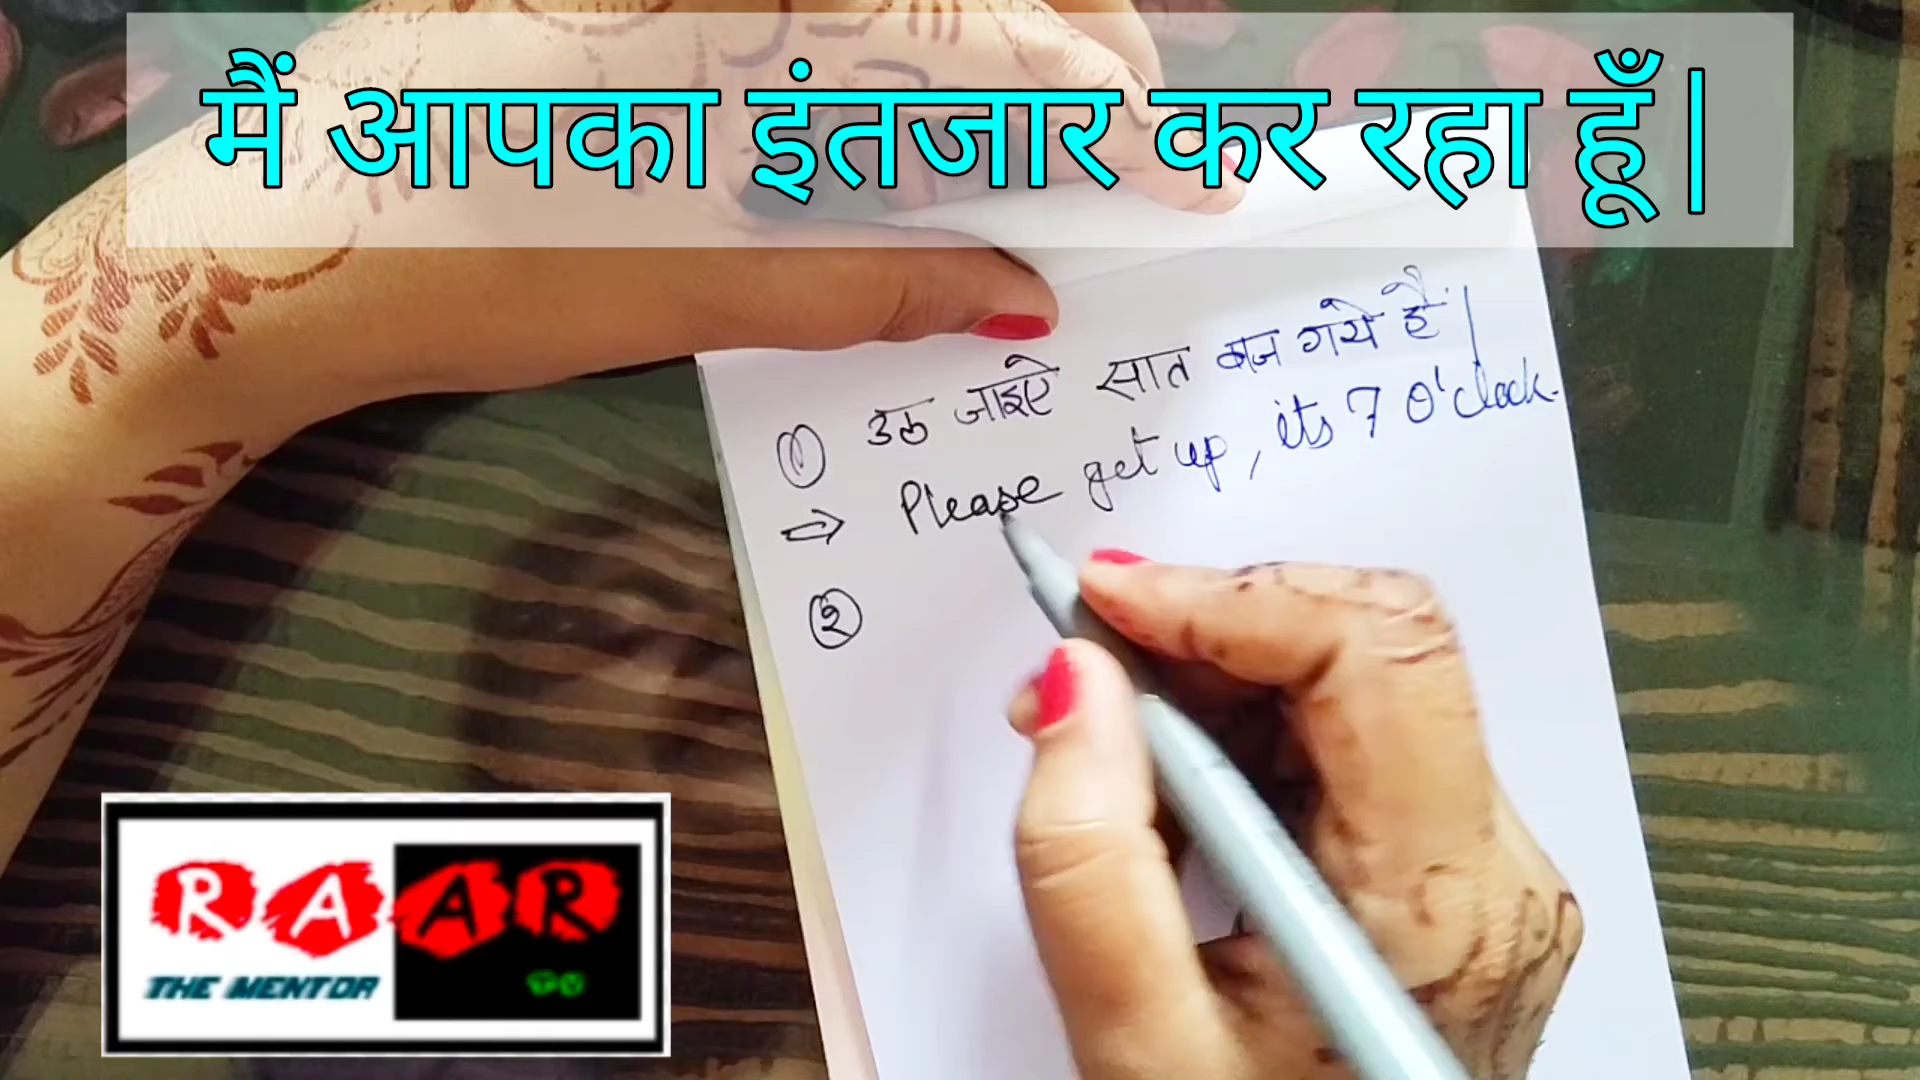 मैं आपका इंतजार कर रहा हूँ|
① उठ जाइए सात बज गये हैं|
⇒ Please get up, its 7 O'clock.
②
RAAR
THE MENTOR